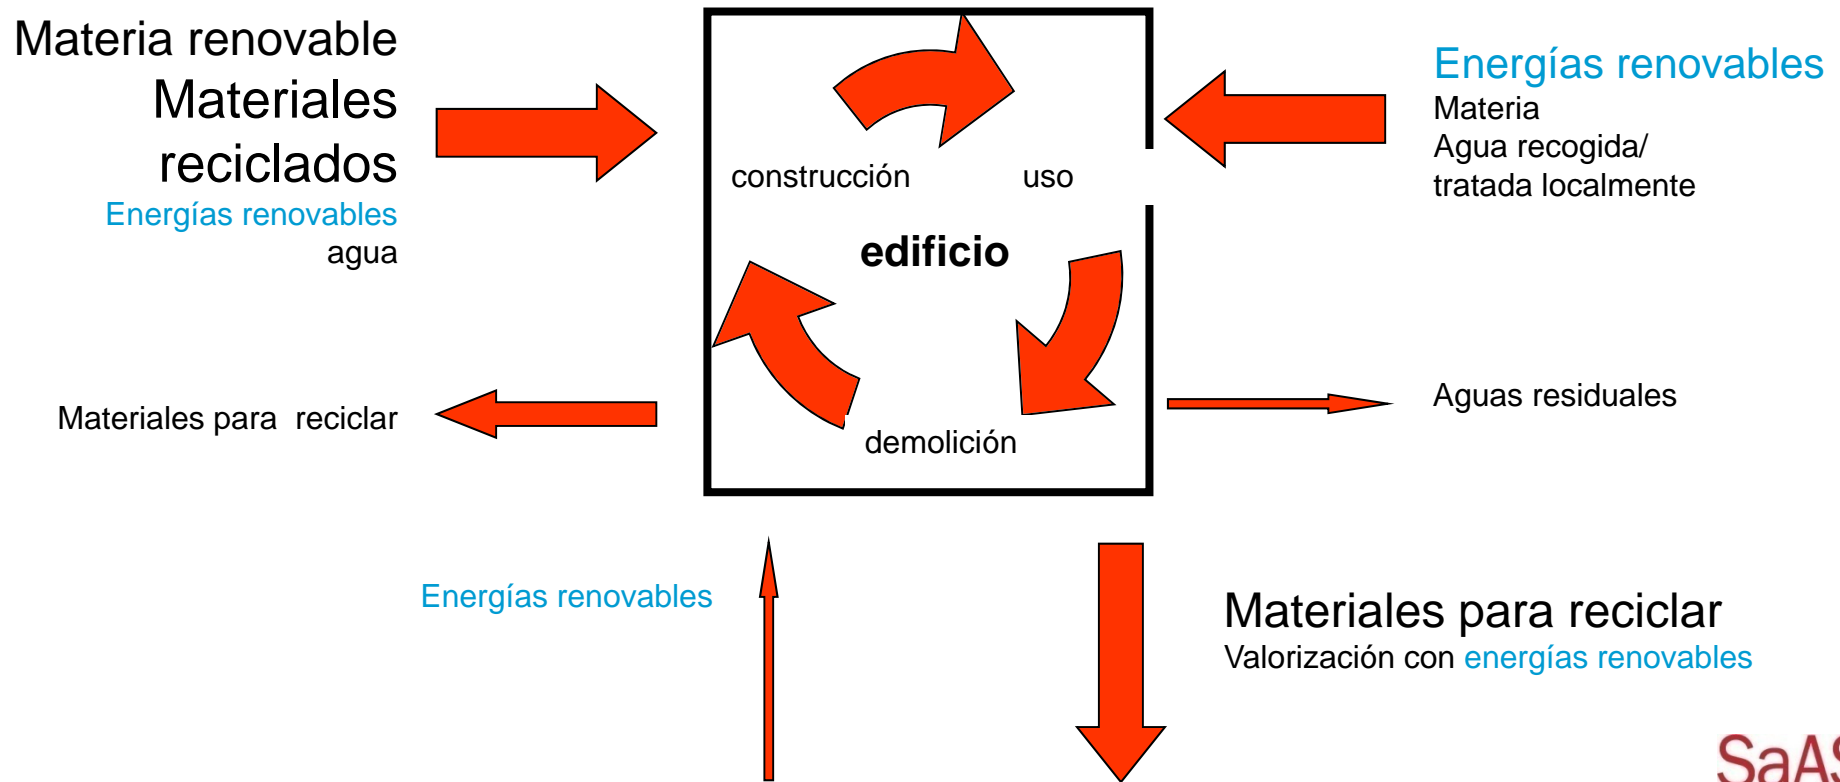 Materia renovable
Materiales
reciclados
Energías renovables
agua
Energías renovables
Materia
Agua recogida/
tratada localmente
construcción
uso
edificio
demolición
Materiales para reciclar
Aguas residuales
Energías renovables
Materiales para reciclar
Valorización con energías renovables
SaAS